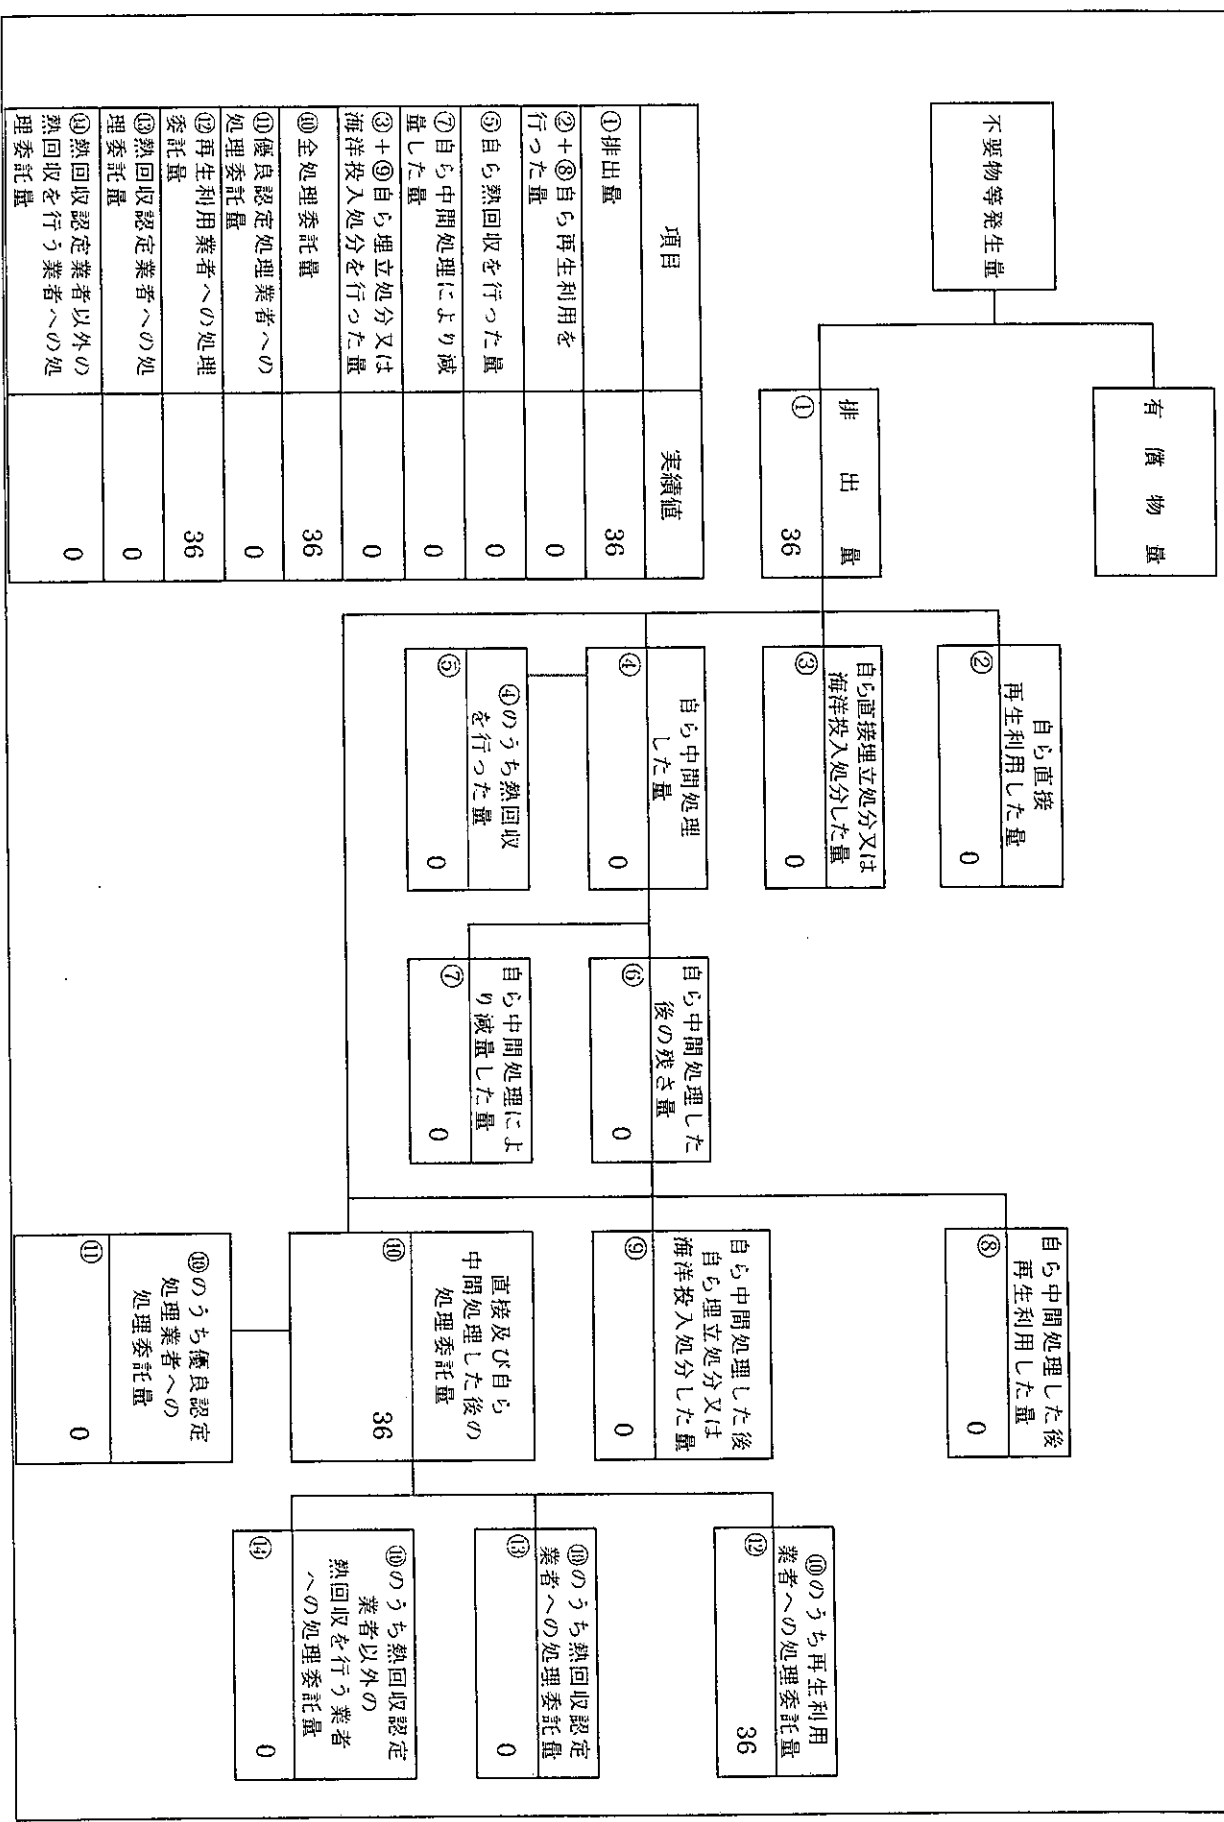 不要物等発生量
有償物量
排出量
①
36
自ら直接
再生利用した量
②
0
自ら直接埋立処分又は
海洋投入処分した量
③
0
自ら中間処理
した量
④
0
④のうち熱回収
を行った量
⑤
0
自ら中間処理した
後の残さ量
⑥
0
自ら中間処理によ
り減量した量
⑦
0
自ら中間処理した後
再生利用した量
⑧
0
自ら中間処理した後
自ら埋立処分又は
海洋投入処分した量
⑨
0
直接及び自ら
中間処理した後の
処理委託量
⑩
36
⑩のうち優良認定
処理業者への
処理委託量
⑪
0
⑩のうち再生利用
業者への処理委託量
⑫
36
⑩のうち熱回収認定
業者への処理委託量
⑬
0
⑩のうち熱回収認定
業者以外の
熱回収を行う業者
への処理委託量
⑭
0
項目 実績値
①排出量 36
②+⑧自ら再生利用を
行った量 0
⑤自ら熱回収を行った量 0
⑦自ら中間処理により減
量した量 0
③+⑨自ら埋立処分又は
海洋投入処分を行った量 0
⑩全処理委託量 36
⑪優良認定処理業者への
処理委託量 0
⑫再生利用業者への処理
委託量 36
⑬熱回収認定業者への処
理委託量 0
⑭熱回収認定業者以外の
熱回収を行う業者への処
理委託量 0